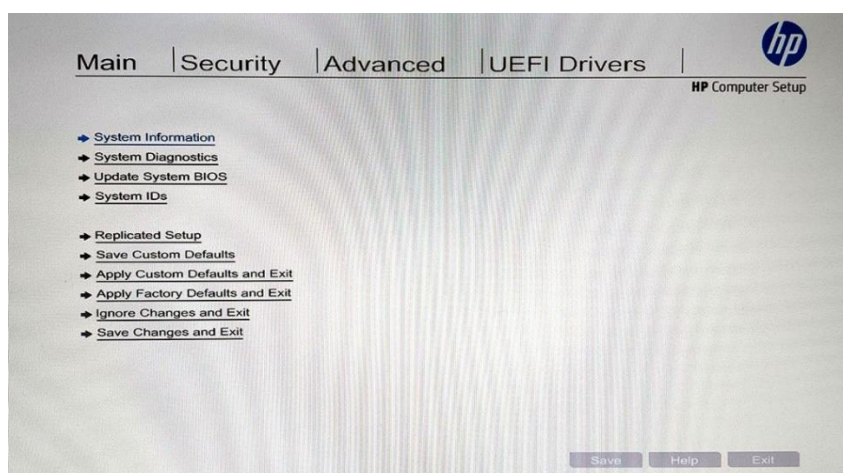 hp
Main Security Advanced UEFI Drivers
HP Computer Setup
System Information
System Diagnostics
Update System BIOS
System IDs
Replicated Setup
Save Custom Defaults
Apply Custom Defaults and Exit
Apply Factory Defaults and Exit
Ignore Changes and Exit
Save Changes and Exit
Save Help Exit